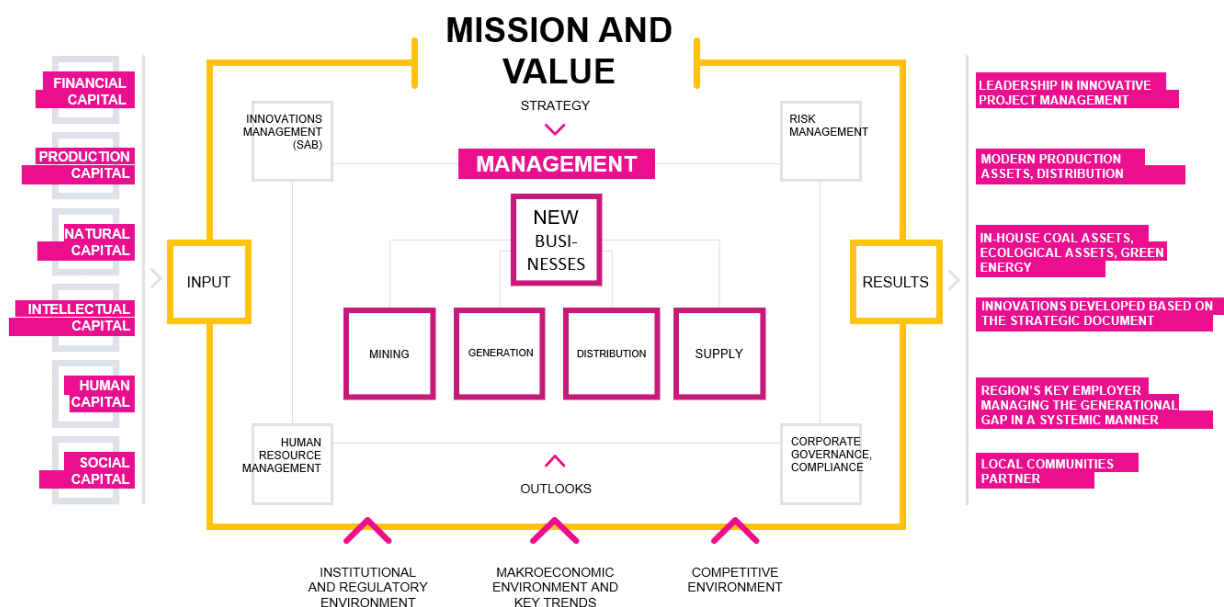 MISSION AND
VALUE
STRATEGY
MANAGEMENT
FINANCIAL
CAPITAL
PRODUCTION
CAPITAL
NATURAL
CAPITAL
INTELLECTUAL
CAPITAL
HUMAN
CAPITAL
SOCIAL
CAPITAL
INPUT
INNOVATIONS
MANAGEMENT
(SAB)
RISK
MANAGEMENT
NEW
BUSI-
NESSES
MINING
GENERATION
DISTRIBUTION
SUPPLY
HUMAN
RESOURCE
MANAGEMENT
CORPORATE
GOVERNANCE,
COMPLIANCE
OUTLOOKS
RESULTS
LEADERSHIP IN INNOVATIVE
PROJECT MANAGEMENT
MODERN PRODUCTION
ASSETS, DISTRIBUTION
IN-HOUSE COAL ASSETS,
ECOLOGICAL ASSETS, GREEN
ENERGY
INNOVATIONS DEVELOPED BASED ON
THE STRATEGIC DOCUMENT
REGION'S KEY EMPLOYER
MANAGING THE GENERATIONAL
GAP IN A SYSTEMIC MANNER
LOCAL COMMUNITIES
PARTNER
INSTITUTIONAL
AND REGULATORY
ENVIRONMENT
MAKROECONOMIC
ENVIRONMENT AND
KEY TRENDS
COMPETITIVE
ENVIRONMENT